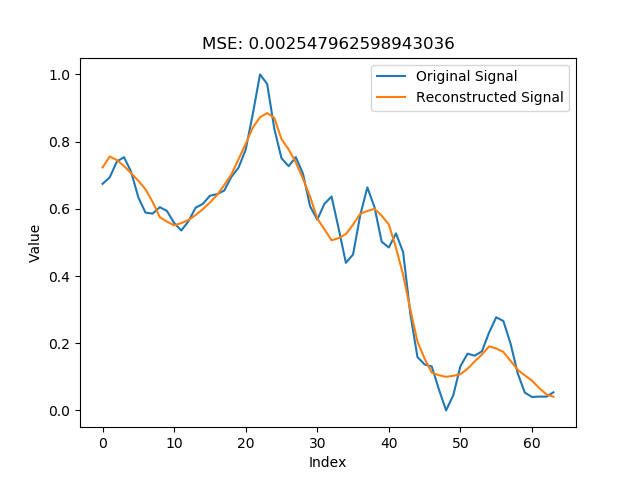 MSE: 0.002547962598943036
Original Signal
Reconstructed Signal
1.0
0.8
0.6
0.4
0.2
0.0
Value
0 10 20 30 40 50 60
Index